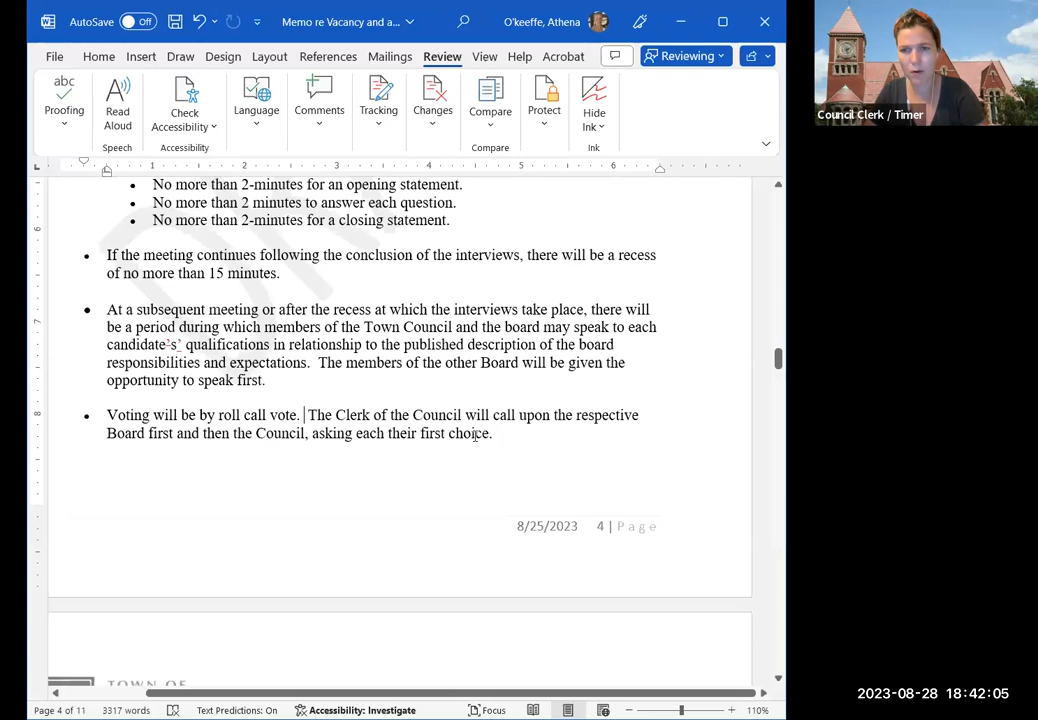 AutoSave Off Memo re Vacancy and a... O'keeffe, Athena
File Home Insert Draw Design Layout References Mailings Review View Help Acrobat Reviewing
abc
Proofing Read Aloud Check Accessibility Language Comments Tracking Changes Compare Protect Hide Ink
Speech Accessibility Compare Ink
Council Clerk / Timer
1 2 3 4 5 6
No more than 2-minutes for an opening statement.
No more than 2 minutes to answer each question.
No more than 2-minutes for a closing statement.
If the meeting continues following the conclusion of the interviews, there will be a recess
of no more than 15 minutes.
At a subsequent meeting or after the recess at which the interviews take place, there will
be a period during which members of the Town Council and the board may speak to each
candidate's' qualifications in relationship to the published description of the board
responsibilities and expectations. The members of the other Board will be given the
opportunity to speak first.
Voting will be by roll call vote. The Clerk of the Council will call upon the respective
Board first and then the Council, asking each their first choice.
8/25/2023 4 | Page
TOWN OF
2023-08-28 18:42:05
Page 4 of 11 3317 words Text Predictions: On Accessibility: Investigate Focus 110%